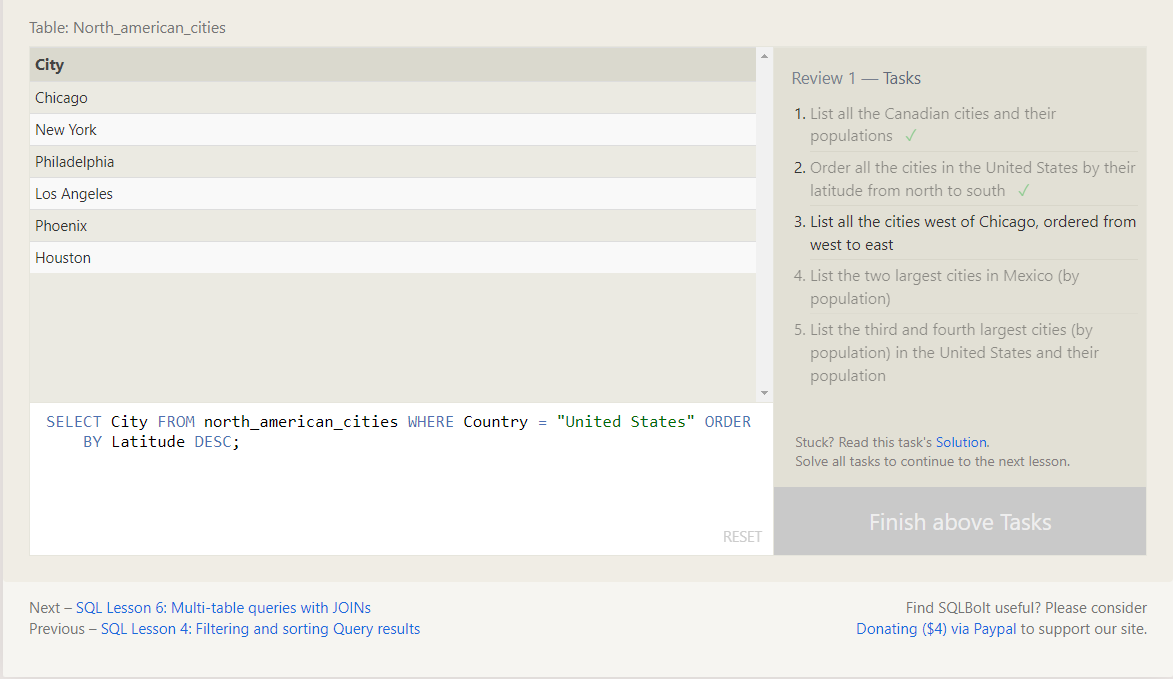 Table: North_american_cities
City
Chicago
New York
Philadelphia
Los Angeles
Phoenix
Houston
SELECT City FROM north_american_cities WHERE Country = "United States" ORDER
BY Latitude DESC;
RESET
Review 1 — Tasks
1. List all the Canadian cities and their
populations ✓
2. Order all the cities in the United States by their
latitude from north to south ✓
3. List all the cities west of Chicago, ordered from
west to east
4. List the two largest cities in Mexico (by
population)
5. List the third and fourth largest cities (by
population) in the United States and their
population
Stuck? Read this task's Solution.
Solve all tasks to continue to the next lesson.
Finish above Tasks
Next – SQL Lesson 6: Multi-table queries with JOINs
Previous – SQL Lesson 4: Filtering and sorting Query results
Find SQLBolt useful? Please consider
Donating ($4) via Paypal to support our site.